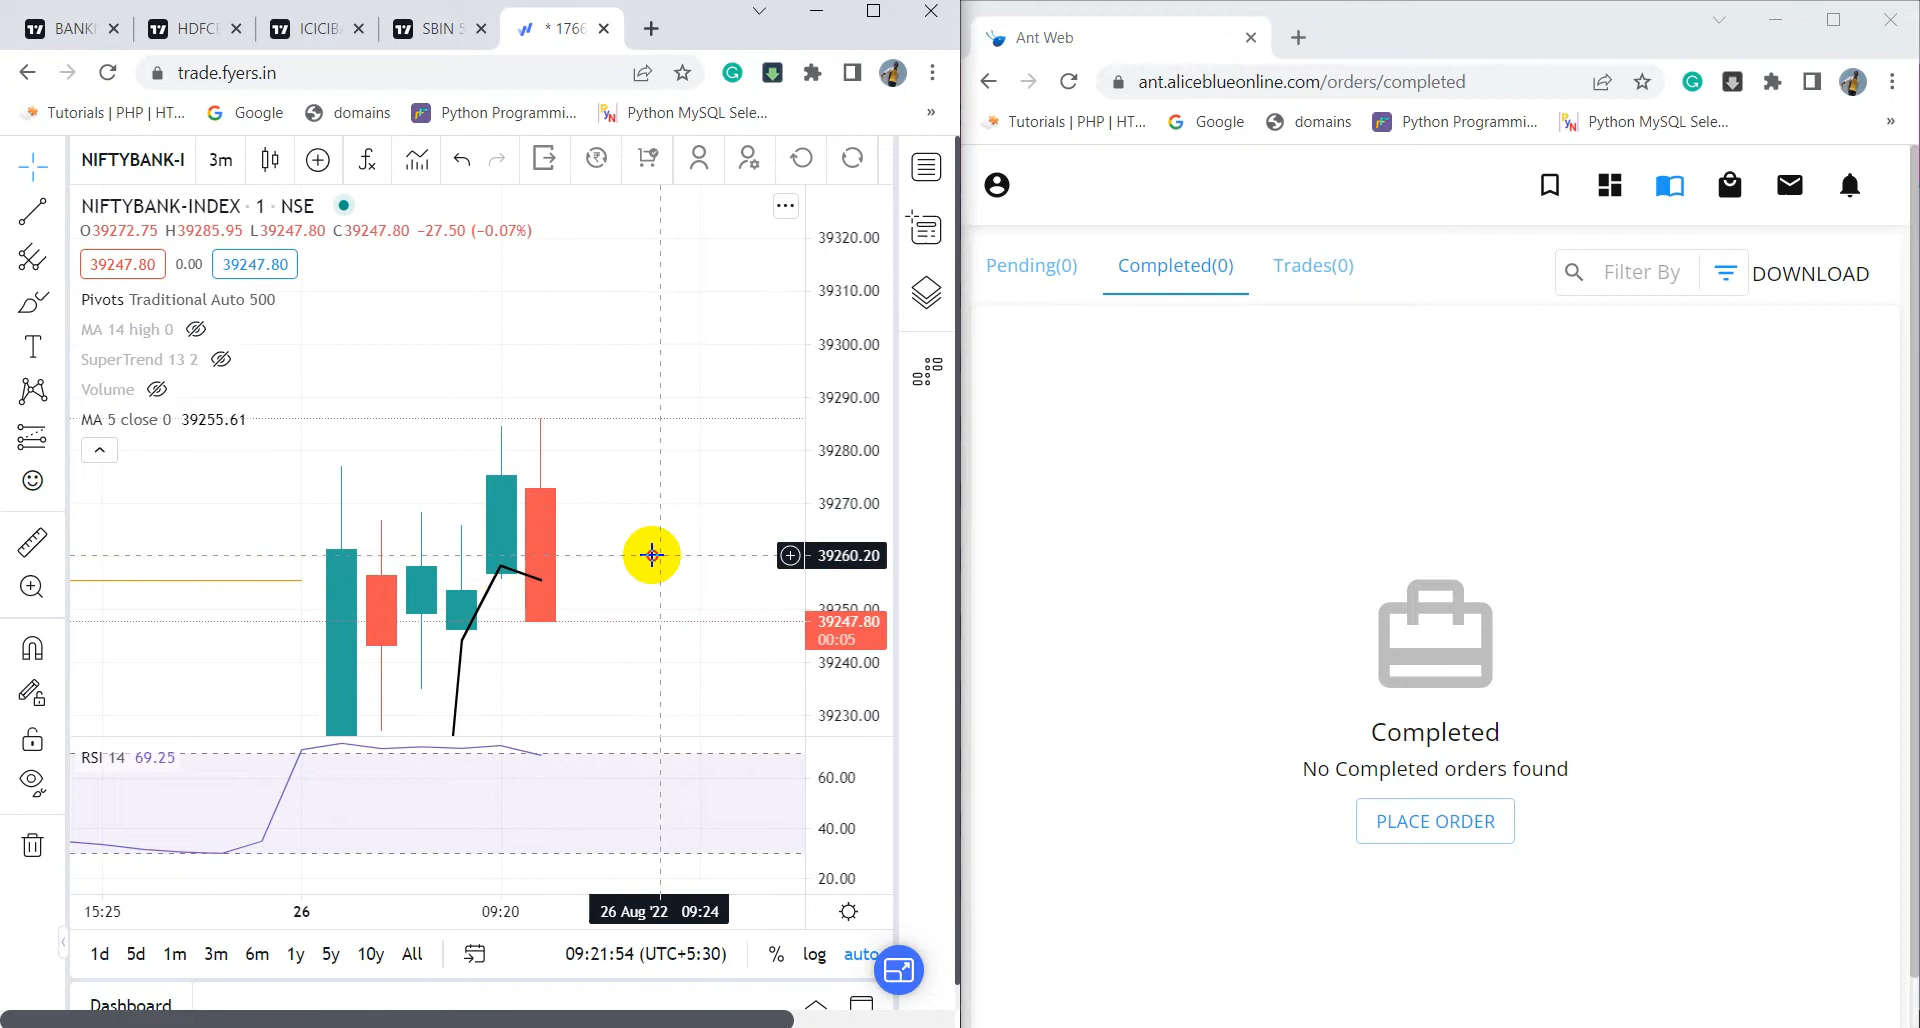 BANKI
HDFCE
ICICIB
SBIN 5
* 1766
trade.fyers.in
Tutorials | PHP | HT...
Google
domains
Python Programmi...
Python MySQL Sele...
»
NIFTYBANK-I
3m
NIFTYBANK-INDEX · 1 · NSE
O39272.75 H39285.95 L39247.80 C39247.80 −27.50 (−0.07%)
39247.80 0.00 39247.80
Pivots Traditional Auto 500
MA 14 high 0
SuperTrend 13 2
Volume
MA 5 close 0 39255.61
39320.00
39310.00
39300.00
39290.00
39280.00
39270.00
39260.20
39250.00
39247.80
00:05
39240.00
39230.00
RSI 14 69.25
60.00
40.00
20.00
15:25
26
09:20
26 Aug '22 09:24
1d 5d 1m 3m 6m 1y 5y 10y All
09:21:54 (UTC+5:30)
% log auto
Dashboard
Ant Web
ant.aliceblueonline.com/orders/completed
Tutorials | PHP | HT...
Google
domains
Python Programmi...
Python MySQL Sele...
»
Pending(0)
Completed(0)
Trades(0)
Filter By
DOWNLOAD
Completed
No Completed orders found
PLACE ORDER